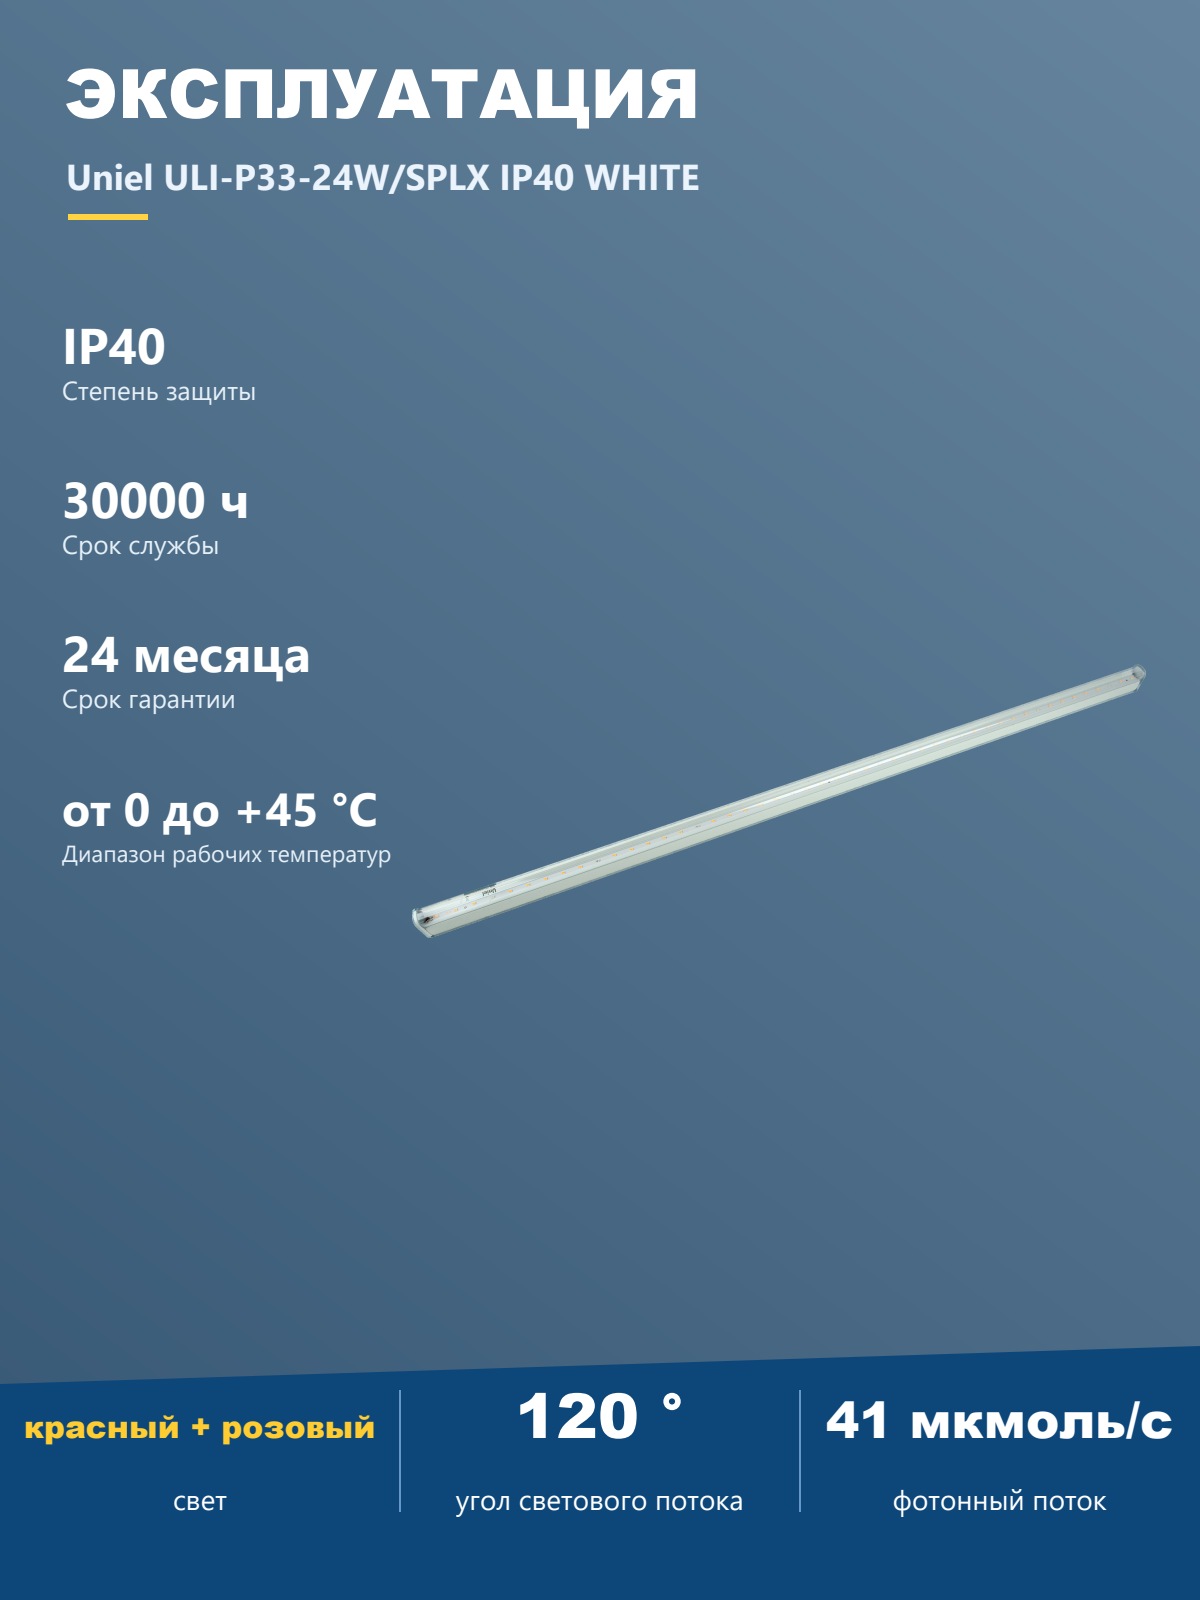 ЭКСПЛУАТАЦИЯ
Uniel ULI-P33-24W/SPLX IP40 WHITE
IP40
Степень защиты
30000 ч
Срок службы
24 месяца
Срок гарантии
от 0 до +45 °C
Диапазон рабочих температур
Uniel
красный + розовый
свет
120 °
угол светового потока
41 мкмоль/с
фотонный поток